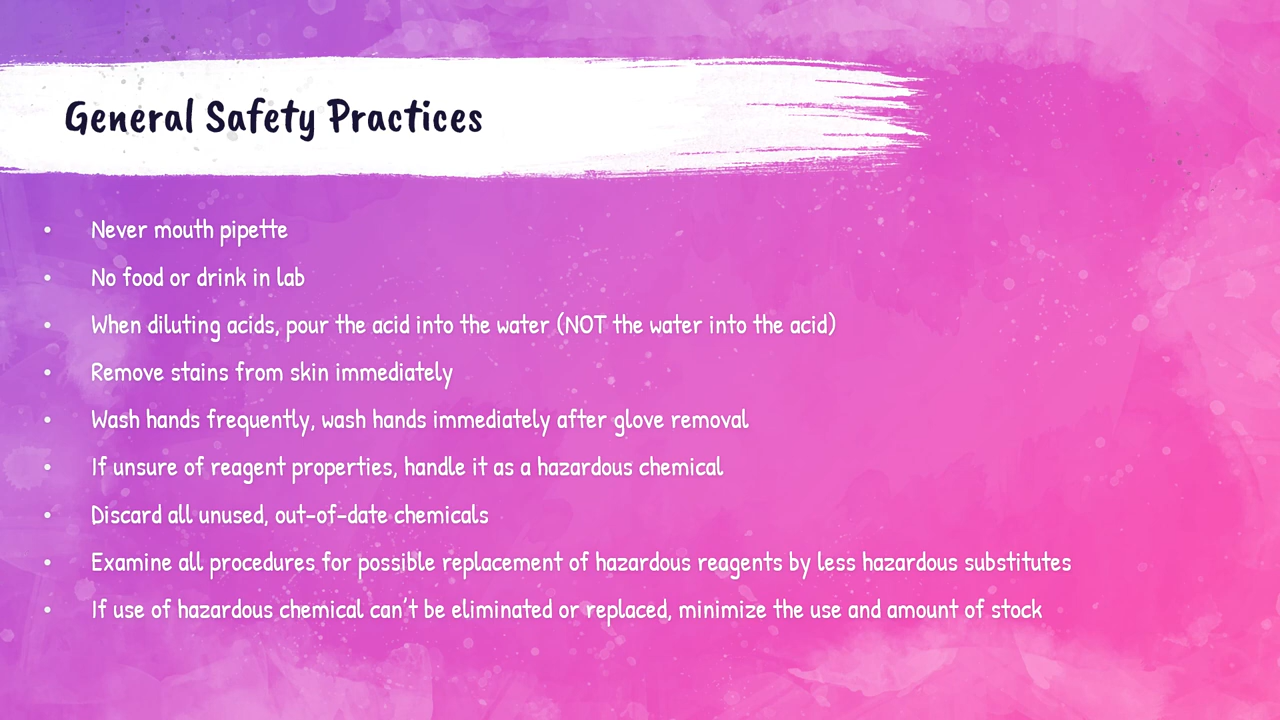 General Safety Practices
• Never mouth pipette
• No food or drink in lab
• When diluting acids, pour the acid into the water (NOT the water into the acid)
• Remove stains from skin immediately
• Wash hands frequently, wash hands immediately after glove removal
• If unsure of reagent properties, handle it as a hazardous chemical
• Discard all unused, out-of-date chemicals
• Examine all procedures for possible replacement of hazardous reagents by less hazardous substitutes
• If use of hazardous chemical can’t be eliminated or replaced, minimize the use and amount of stock